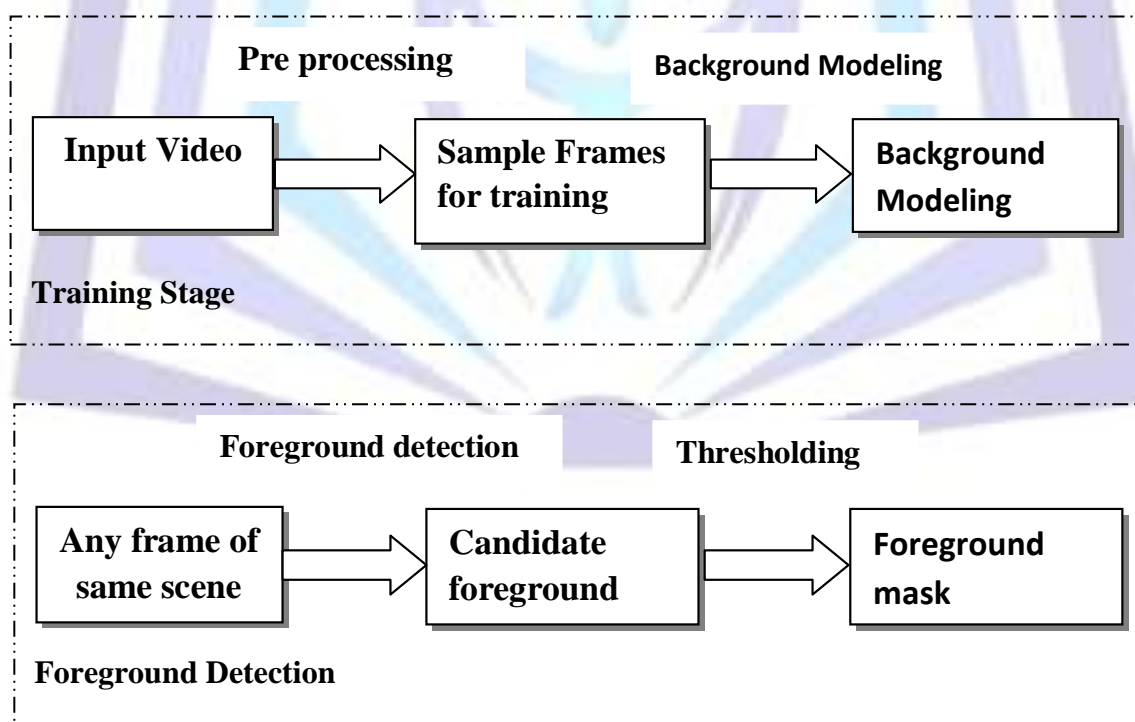 Pre processing
Background Modeling
Input Video
Sample Frames
for training
Background
Modeling
Training Stage
Foreground detection
Thresholding
Any frame of
same scene
Candidate
foreground
Foreground
mask
Foreground Detection